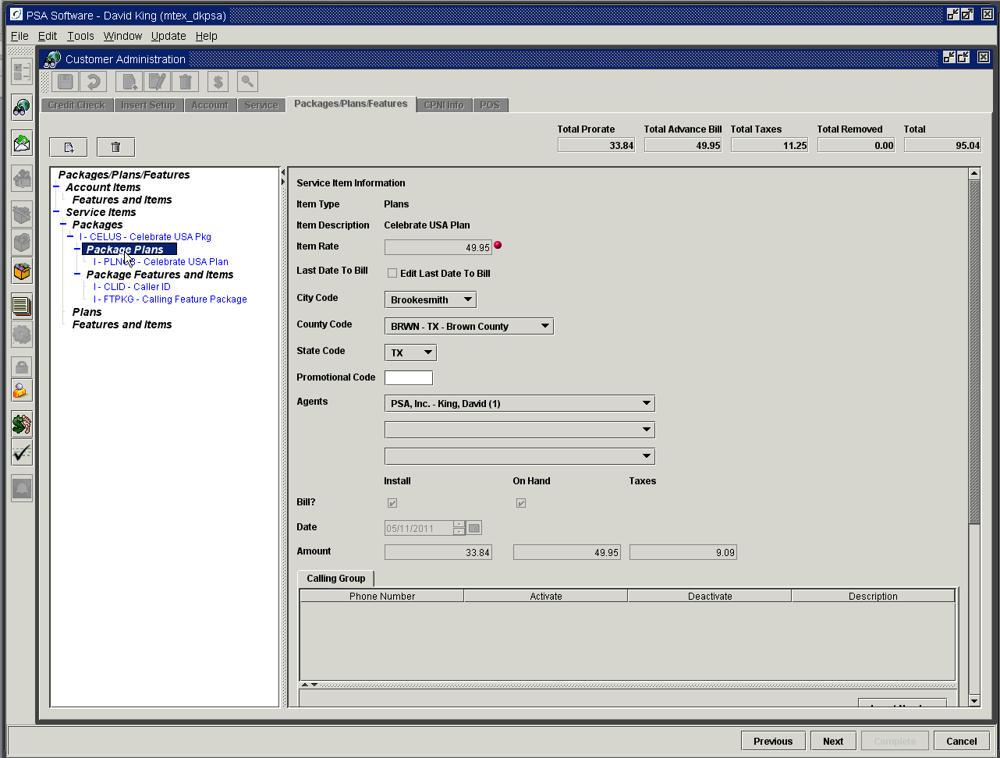 PSA Software - David King (mtex_dkpsa)
File Edit Tools Window Update Help
Customer Administration
Credit Check Insert Setup Account Service Packages/Plans/Features CPNI Info POS
Total Prorate Total Advance Bill Total Taxes Total Removed Total
33.84 49.95 11.25 0.00 95.04
Packages/Plans/Features
Account Items
Features and Items
Service Items
Packages
I - CELUS - Celebrate USA Pkg
Package Plans
I - PLN - Celebrate USA Plan
Package Features and Items
I - CLID - Caller ID
I - FTPKG - Calling Feature Package
Plans
Features and Items
Service Item Information
Item Type Plans
Item Description Celebrate USA Plan
Item Rate 49.95
Last Date To Bill Edit Last Date To Bill
City Code Brookesmith
County Code BRWN - TX - Brown County
State Code TX
Promotional Code
Agents PSA, Inc. - King, David (1)
Install On Hand Taxes
Bill?
Date 05/11/2011
Amount 33.84 49.95 9.09
Calling Group
Phone Number Activate Deactivate Description
Previous Next Complete Cancel